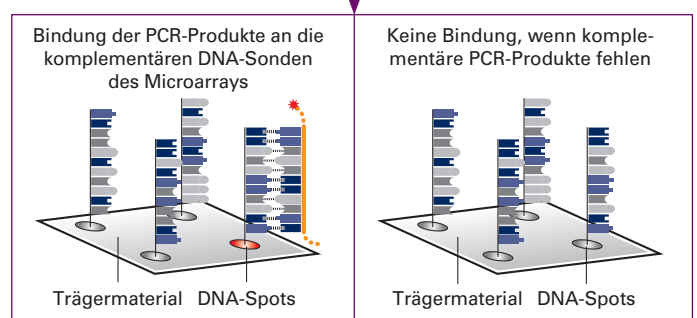 Bindung der PCR-Produkte an die
komplementären DNA-Sonden
des Microarrays
Trägermaterial DNA-Spots
Keine Bindung, wenn komple-
mentäre PCR-Produkte fehlen
Trägermaterial DNA-Spots